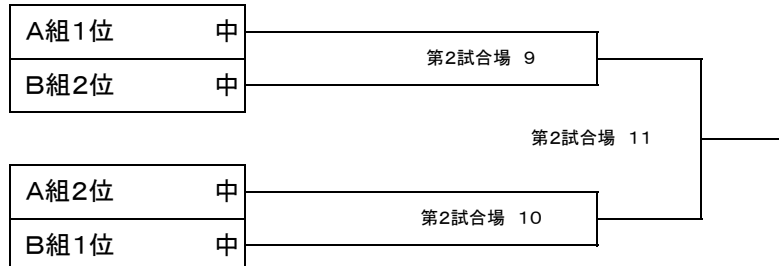 A組1位 中
第2試合場 9
B組2位 中
第2試合場 11
A組2位 中
第2試合場 10
B組1位 中